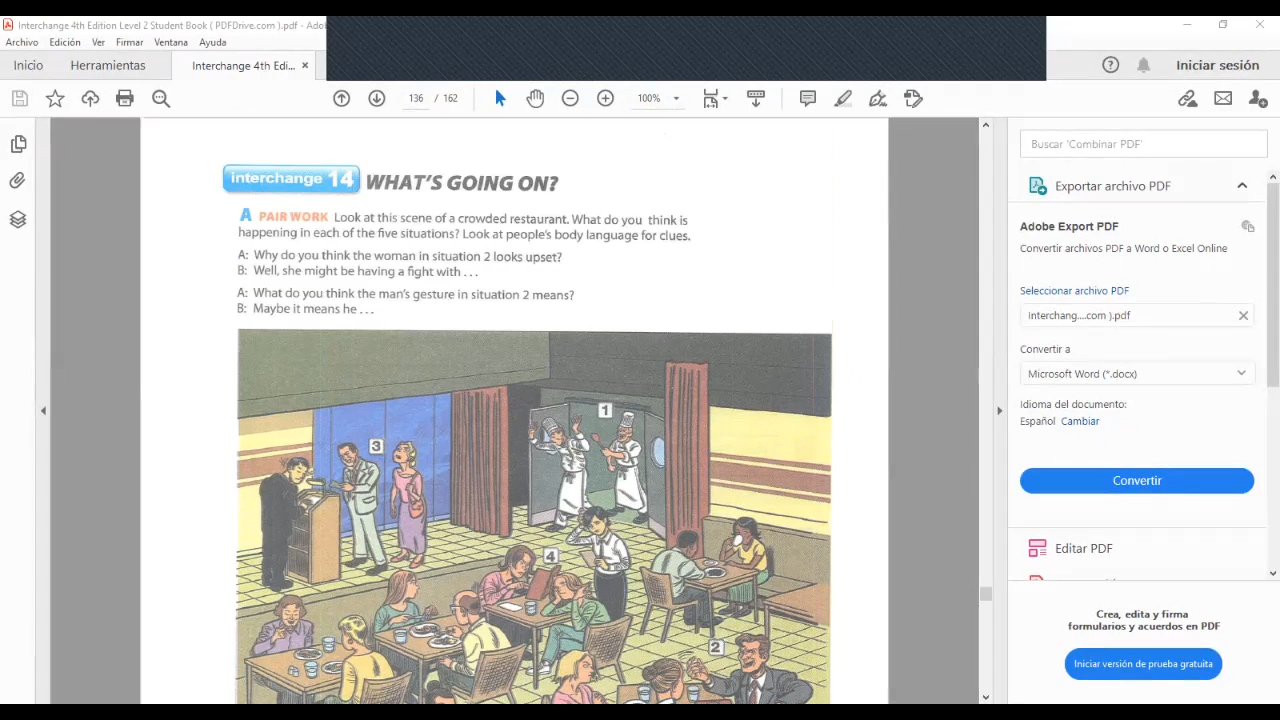 Interchange 4th Edition Level 2 Student Book ( PDFDrive.com ).pdf - Adob
Archivo Edición Ver Firmar Ventana Ayuda
Inicio Herramientas Interchange 4th Edi... × Iniciar sesión
136 / 162 100%
interchange 14 WHAT'S GOING ON?
A PAIR WORK Look at this scene of a crowded restaurant. What do you think is
happening in each of the five situations? Look at people's body language for clues.
A: Why do you think the woman in situation 2 looks upset?
B: Well, she might be having a fight with . . .
A: What do you think the man's gesture in situation 2 means?
B: Maybe it means he . . .
1
3
4
2
Buscar 'Combinar PDF'
Exportar archivo PDF
Adobe Export PDF
Convertir archivos PDF a Word o Excel Online
Seleccionar archivo PDF
Interchang....com ).pdf
Convertir a
Microsoft Word (*.docx)
Idioma del documento:
Español Cambiar
Convertir
Editar PDF
Crea, edita y firma
formularios y acuerdos en PDF
Iniciar versión de prueba gratuita